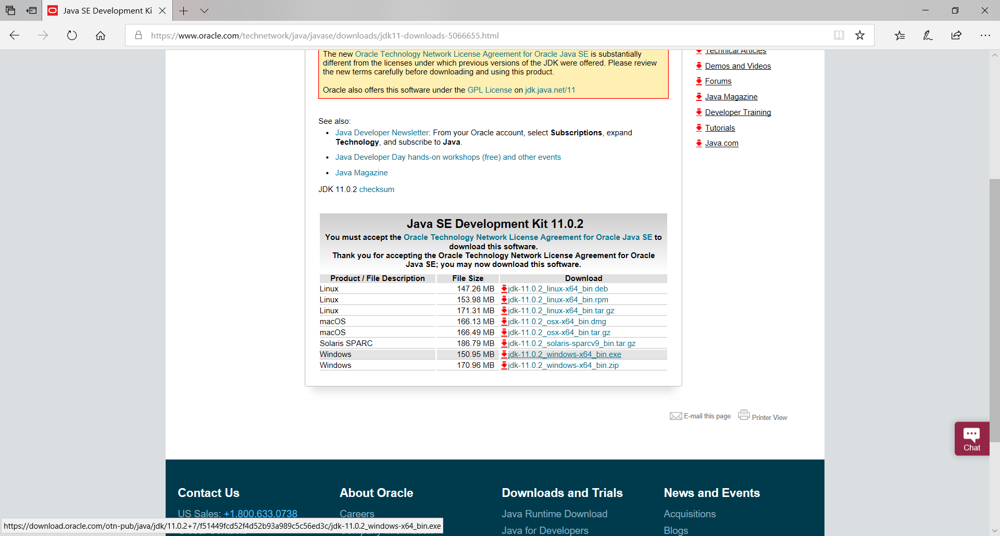 Java SE Development Ki
https://www.oracle.com/technetwork/java/javase/downloads/jdk11-downloads-5066655.html
The new Oracle Technology Network License Agreement for Oracle Java SE is substantially
different from the licenses under which previous versions of the JDK were offered. Please review
the new terms carefully before downloading and using this product.
Oracle also offers this software under the GPL License on jdk.java.net/11
See also:
Java Developer Newsletter: From your Oracle account, select Subscriptions, expand
Technology, and subscribe to Java.
Java Developer Day hands-on workshops (free) and other events
Java Magazine
JDK 11.0.2 checksum
Java SE Development Kit 11.0.2
You must accept the Oracle Technology Network License Agreement for Oracle Java SE to
download this software.
Thank you for accepting the Oracle Technology Network License Agreement for Oracle
Java SE; you may now download this software.
Product / File Description File Size Download
Linux 147.26 MB jdk-11.0.2_linux-x64_bin.deb
Linux 153.98 MB jdk-11.0.2_linux-x64_bin.rpm
Linux 171.31 MB jdk-11.0.2_linux-x64_bin.tar.gz
macOS 166.13 MB jdk-11.0.2_osx-x64_bin.dmg
macOS 166.49 MB jdk-11.0.2_osx-x64_bin.tar.gz
Solaris SPARC 186.79 MB jdk-11.0.2_solaris-sparcv9_bin.tar.gz
Windows 150.95 MB jdk-11.0.2_windows-x64_bin.exe
Windows 170.96 MB jdk-11.0.2_windows-x64_bin.zip
Technical Articles
Demos and Videos
Forums
Java Magazine
Developer Training
Tutorials
Java.com
E-mail this page Printer View
Chat
Contact Us
US Sales: +1.800.633.0738
About Oracle
Careers
Downloads and Trials
Java Runtime Download
Java for Developers
News and Events
Acquisitions
Blogs
https://download.oracle.com/otn-pub/java/jdk/11.0.2+7/f51449fcd52f4d52b93a989c5c56ed3c/jdk-11.0.2_windows-x64_bin.exe